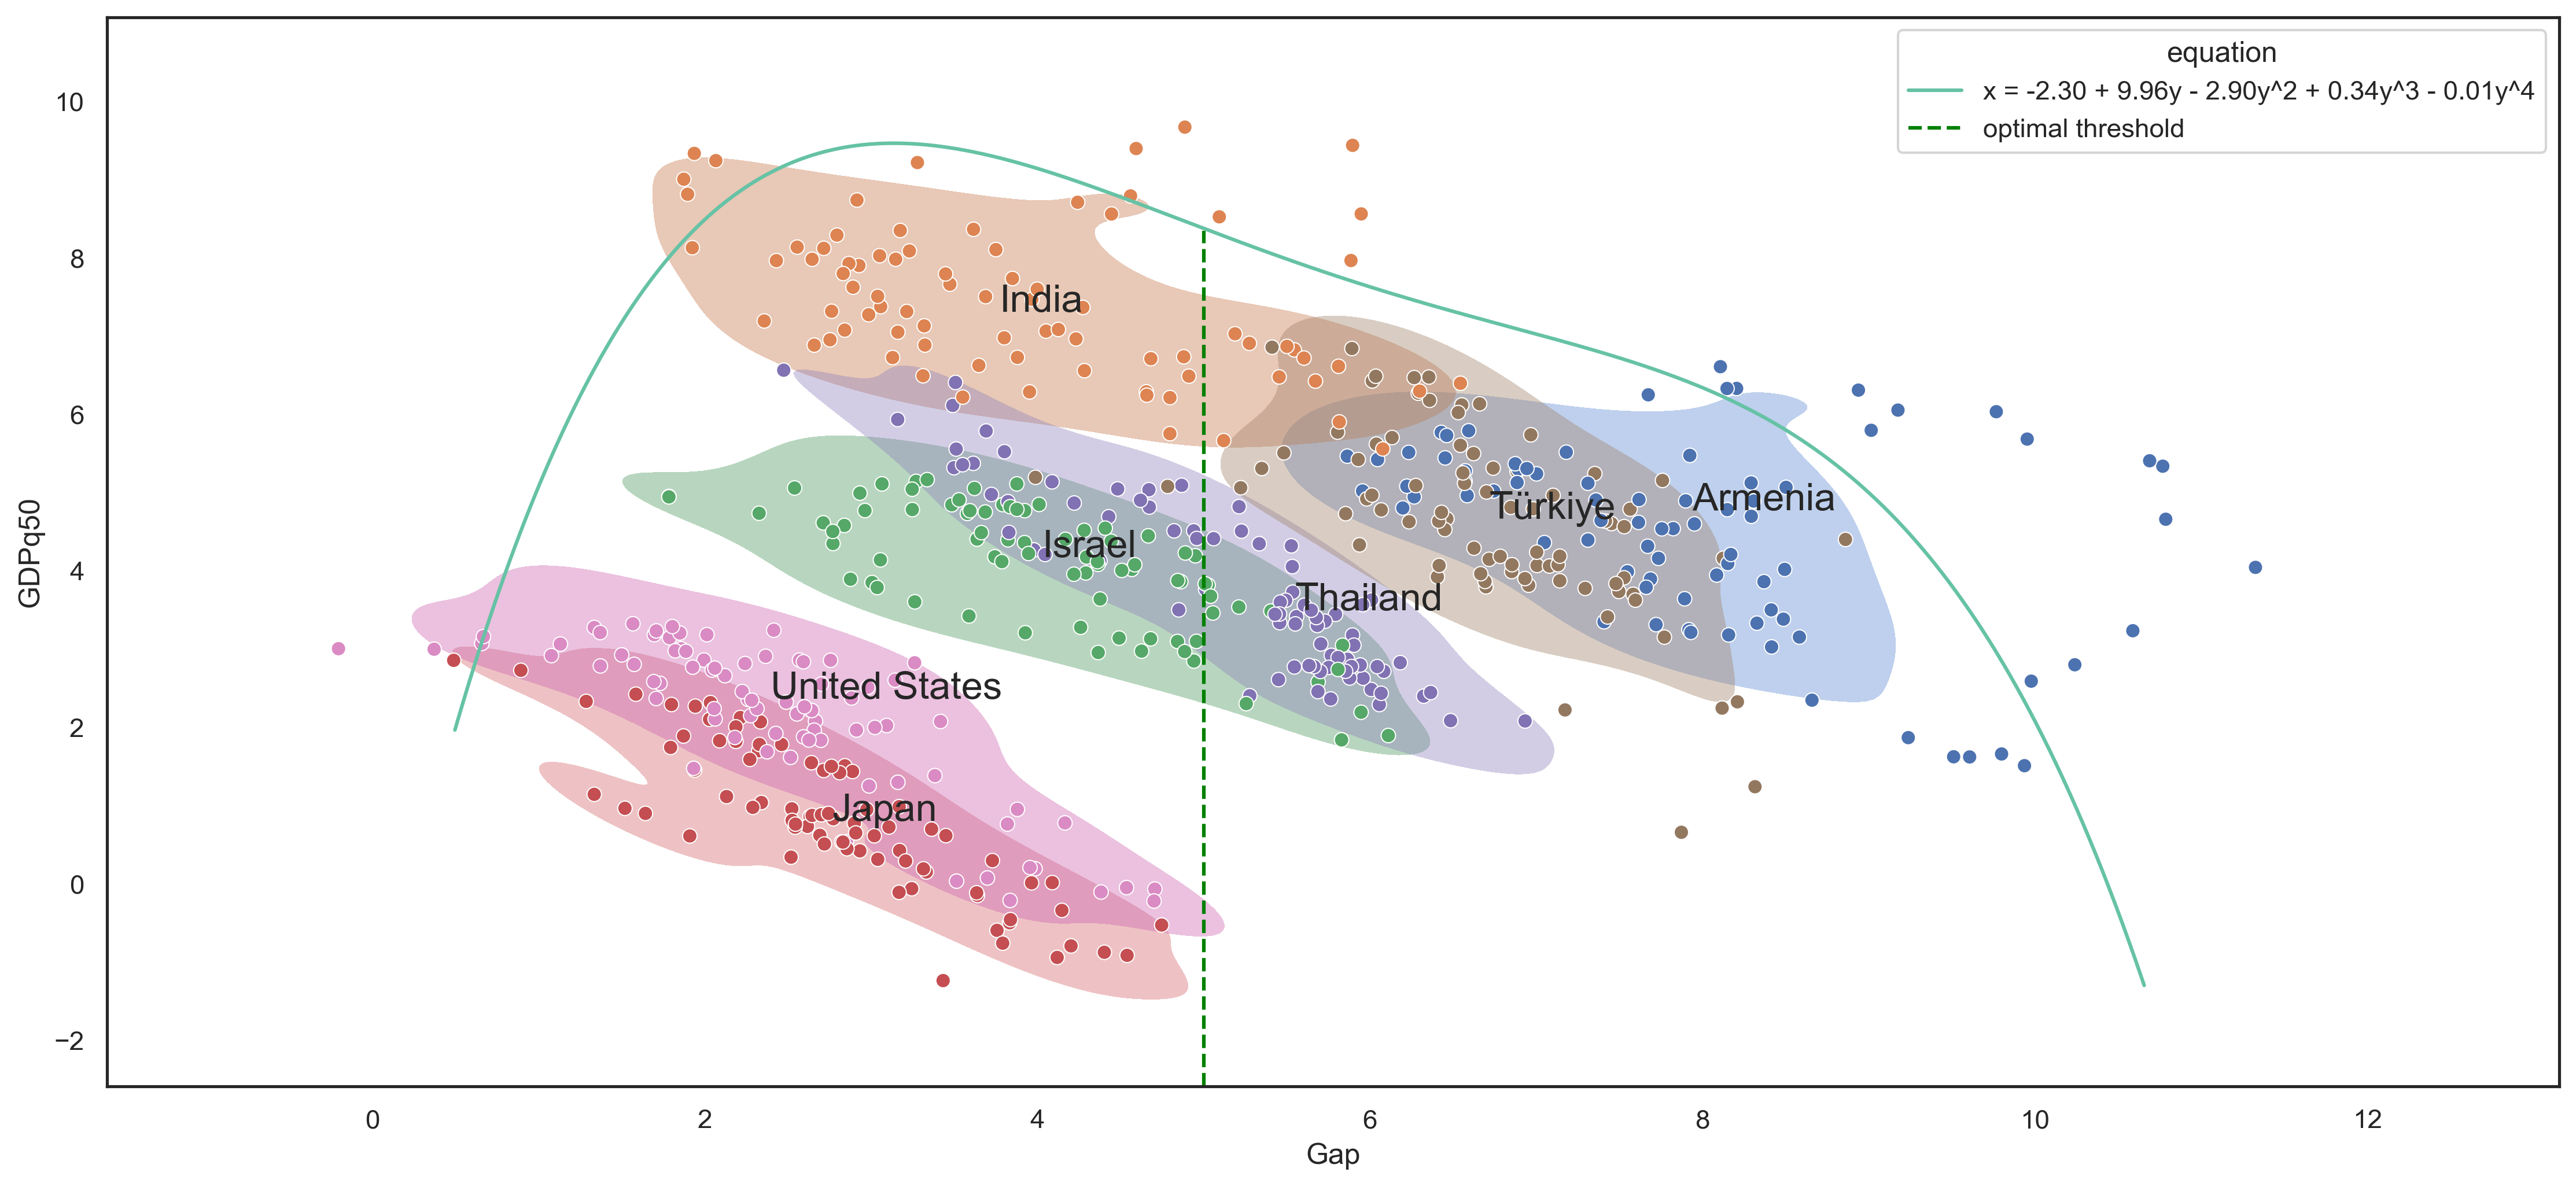 equation
x = -2.30 + 9.96y - 2.90y^2 + 0.34y^3 - 0.01y^4
optimal threshold
10
8
6
4
2
0
−2
GDPq50
India
Türkiye
Armenia
Israel
Thailand
United States
Japan
0 2 4 6 8 10 12
Gap